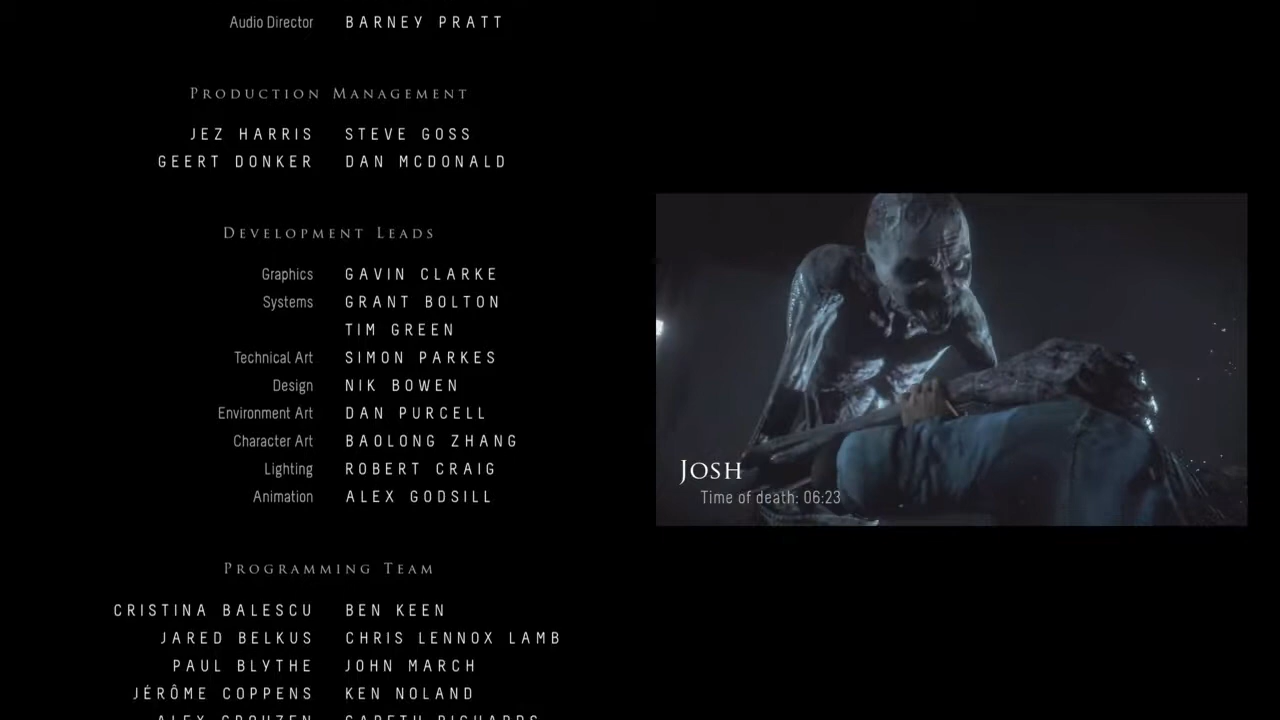 Audio Director BARNEY PRATT
PRODUCTION MANAGEMENT
JEZ HARRIS STEVE GOSS
GEERT DONKER DAN MCDONALD
DEVELOPMENT LEADS
Graphics GAVIN CLARKE
Systems GRANT BOLTON
TIM GREEN
Technical Art SIMON PARKES
Design NIK BOWEN
Environment Art DAN PURCELL
Character Art BAOLONG ZHANG
Lighting ROBERT CRAIG
Animation ALEX GODSILL
PROGRAMMING TEAM
CRISTINA BALESCU BEN KEEN
JARED BELKUS CHRIS LENNOX LAMB
PAUL BLYTHE JOHN MARCH
JÉRÔME COPPENS KEN NOLAND
ALEX GARETH RICHARDS
JOSH
Time of death: 06:23